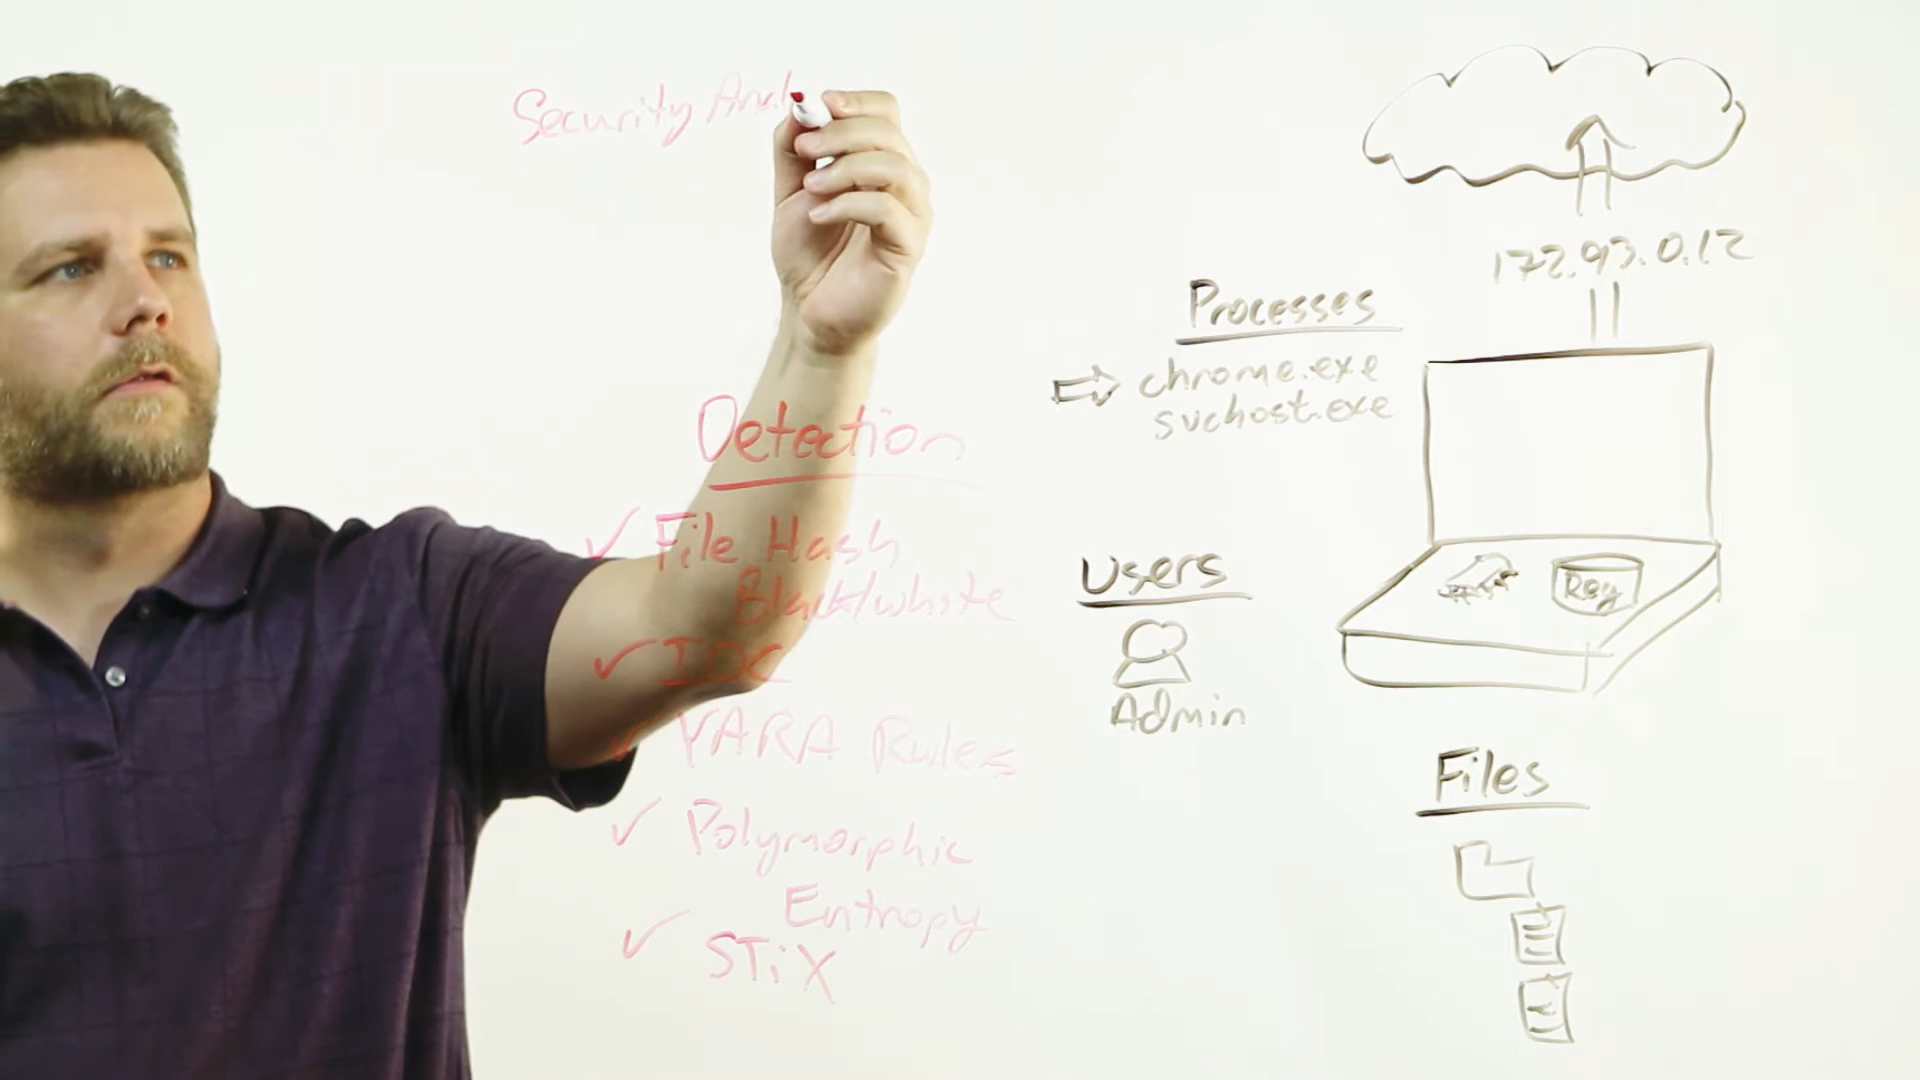 Security Anal
172.93.0.12
Processes
chrome.exe
svchost.exe
Detection
✓ File Hash
Black/white
✓ IOC
✓ YARA Rules
✓ Polymorphic
Entropy
✓ STiX
Users
Admin
Reg
Files